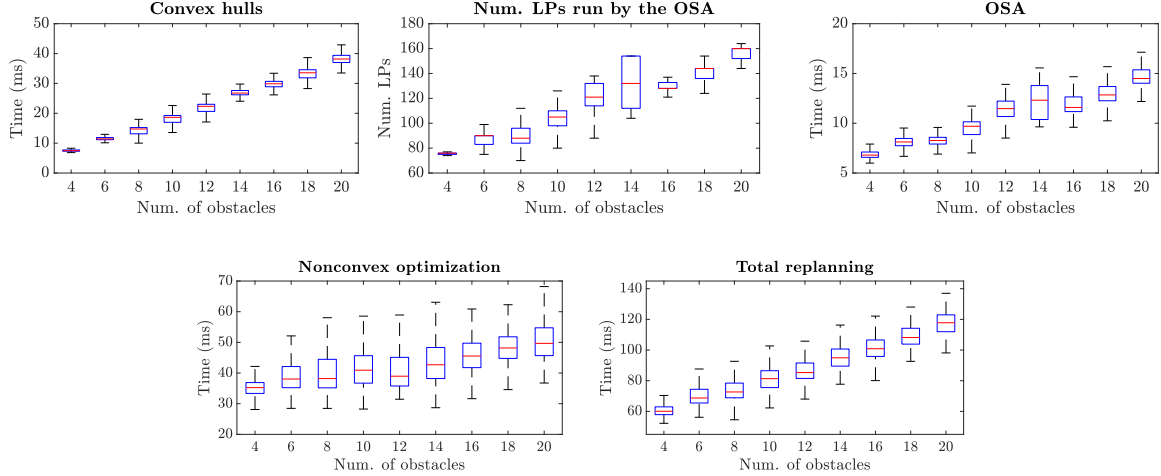 Convex hulls
Time (ms)
50
40
30
20
10
0
4 6 8 10 12 14 16 18 20
Num. of obstacles
Num. LPs run by the OSA
Num. LPs
180
160
140
120
100
80
60
4 6 8 10 12 14 16 18 20
Num. of obstacles
OSA
Time (ms)
20
15
10
5
4 6 8 10 12 14 16 18 20
Num. of obstacles
Nonconvex optimization
Time (ms)
70
60
50
40
30
20
4 6 8 10 12 14 16 18 20
Num. of obstacles
Total replanning
Time (ms)
140
120
100
80
60
4 6 8 10 12 14 16 18 20
Num. of obstacles